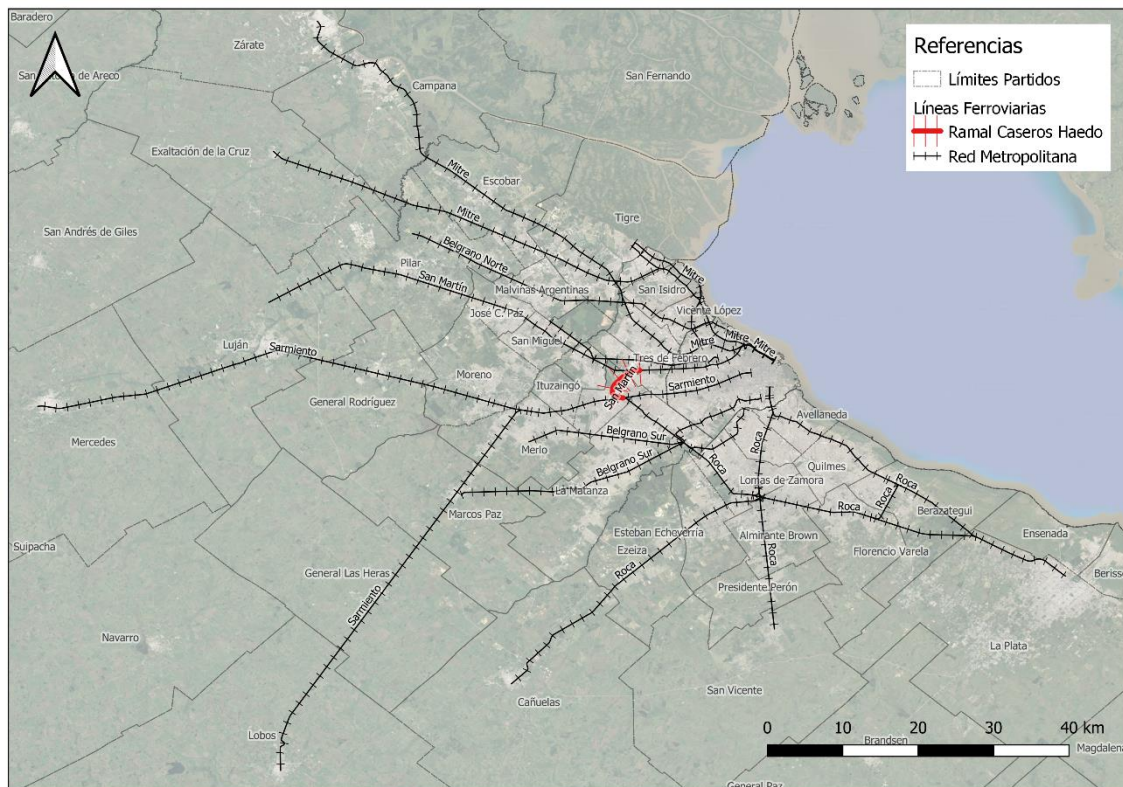 Baradero
Zárate
San Antonio de Areco
Campana
San Fernando
Exaltación de la Cruz
Mitre
Escobar
Mitre
Tigre
San Andrés de Giles
Belgrano Norte
Pilar
San Martín
Malvinas Argentinas
Mitre
San Isidro
José C. Paz
Vicente López
San Miguel
Mitre
Mitre
Mitre
Luján
Sarmiento
Tres de Febrero
Moreno
Ituzaingó
San Martín
Sarmiento
General Rodríguez
Mercedes
Avellaneda
Merlo
Belgrano Sur
Roca
Belgrano Sur
Roca
Quilmes
Roca
La Matanza
Lomas de Zamora
Roca
Berazategui
Marcos Paz
Roca
Ensenada
Suipacha
Esteban Echeverría
Almirante Brown
Ezeiza
Florencio Varela
Roca
Roca
General Las Heras
Presidente Perón
Sarmiento
Navarro
La Plata
San Vicente
Cañuelas
Lobos
Brandsen
Magdalena
General Paz
Referencias
Límites Partidos
Líneas Ferroviarias
Ramal Caseros Haedo
Red Metropolitana
0 10 20 30 40 km